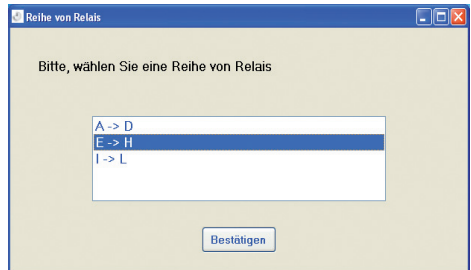 Reihe von Relais
Bitte, wählen Sie eine Reihe von Relais
A -> D
E -> H
I -> L
Bestätigen